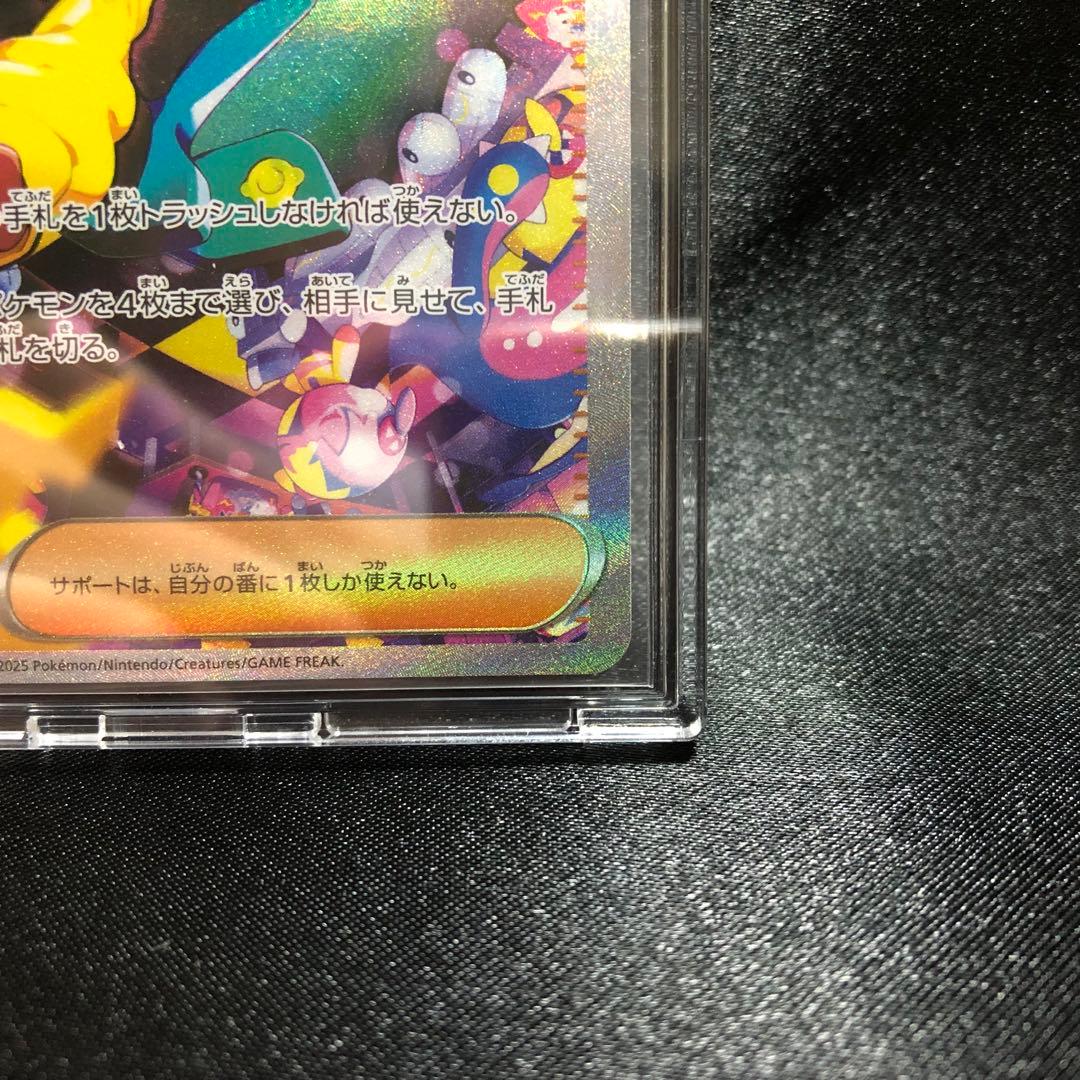 手札を1枚トラッシュしなければ使えない。
ポケモンを4枚まで選び、相手に見せて、手札
札を切る。
サポートは、自分の番に1枚しか使えない。
2025 Pokémon/Nintendo/Creatures/GAME FREAK.